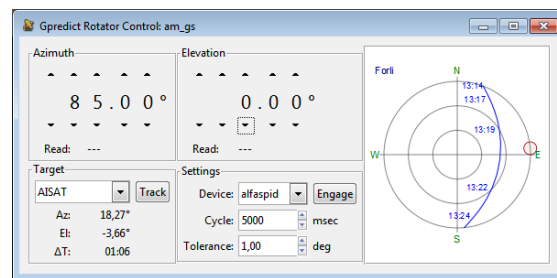 Gpredict Rotator Control: am_gs
Azimuth
85.00°
Read: ---
Elevation
0.00°
Read: ---
Target
AISAT
Track
Az: 18,27°
El: -3,66°
ΔT: 01:06
Settings
Device: alfaspid Engage
Cycle: 5000 msec
Tolerance: 1,00 deg
Forli
N
13:14
13:17
13:19
W
E
13:22
13:24
S